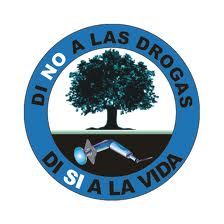 DI NO A LAS DROGAS
DI SI A LA VIDA